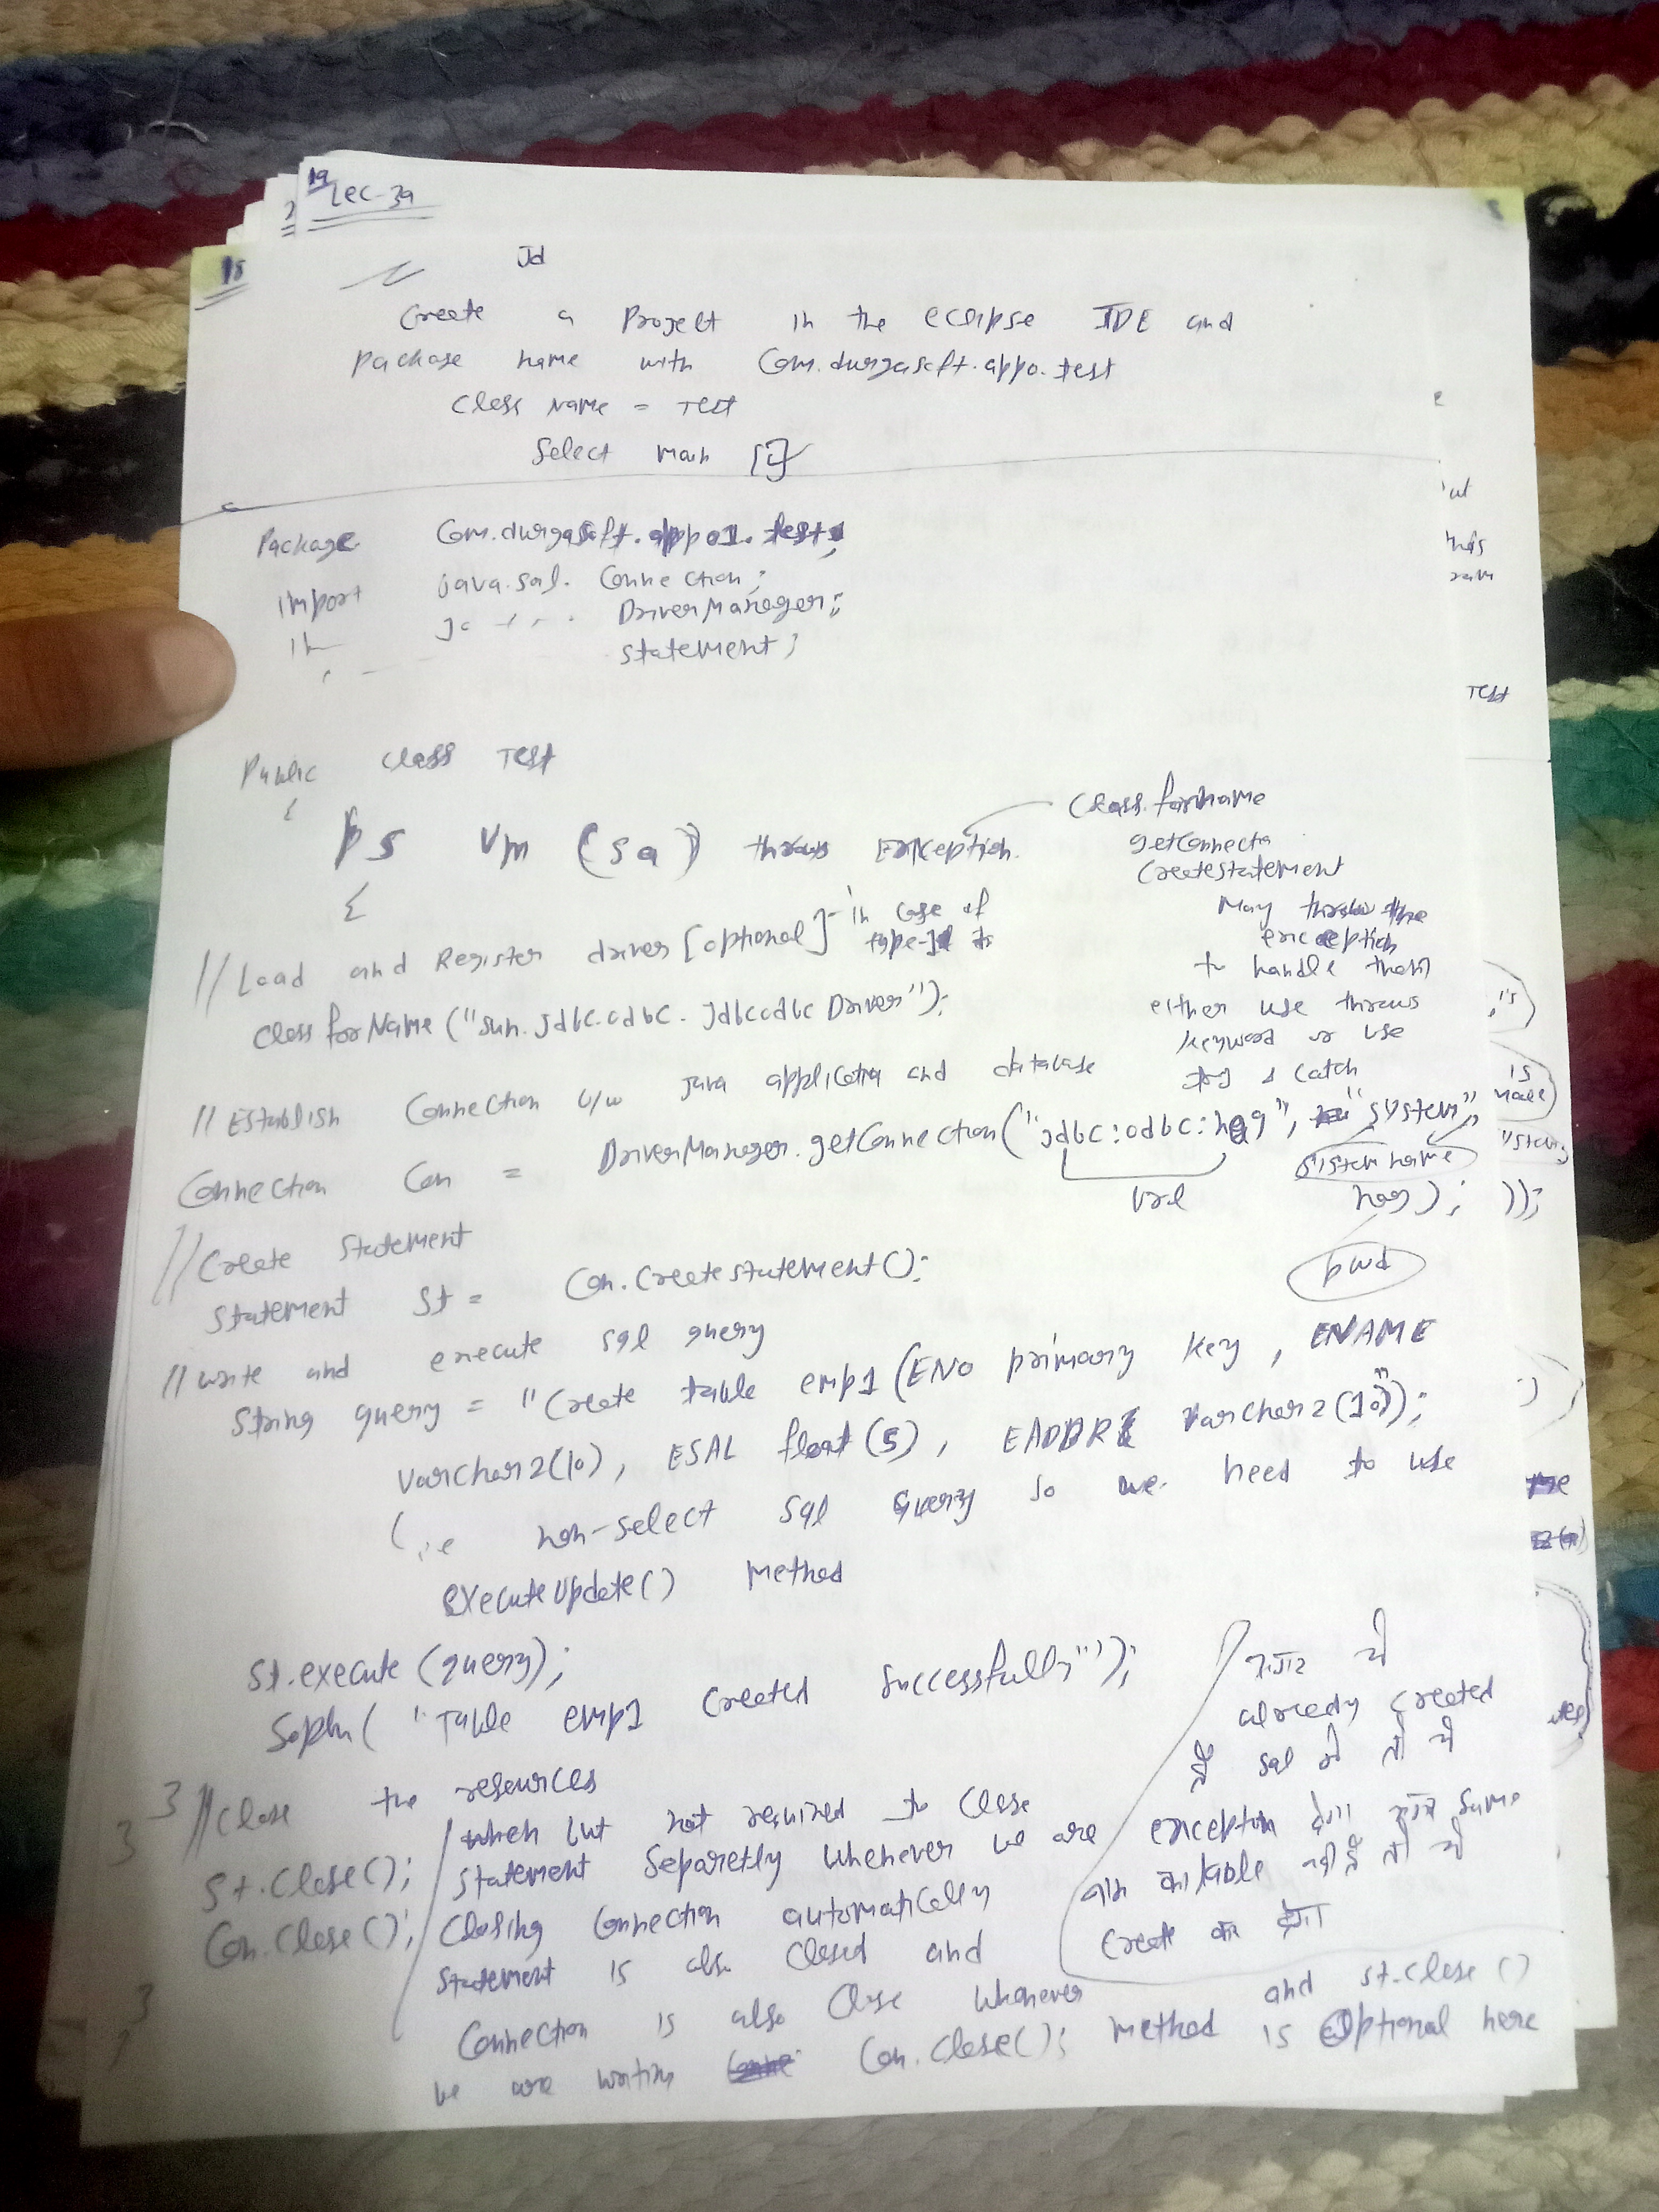 19 Lec-39
2
18
Jd
Create a Project in the eclipse IDE and
package name with Com.durgasoft.app0.test
Class Name = Test
Select main []
Package Com.durgasoft.app01.test;
import java.sql. Connection;
DriverManager;
statement;
Public class Test
{
ps vm (sa) throws Exception
{
Class.forname
getConnectn
Createstatement
May throw the
exception
to handle them
either use throws
keyword or use
try & catch
//Load and Register driver [optional] - in case of type-1
Class forName ("sun.jdbc.odbc.JdbcodbcDriver");
// Establish Connection b/w java application and database
Connection Con = DriverManager.getConnection("jdbc:odbc:nag", "system",
url
system name
nag);
pwd
//Create Statement
Statement St = Con.Createstatement();
// write and execute sql query
String query = "Create table emp1 (ENO primary key, ENAME
varchar2(10), ESAL float(5), EADDR varchar2(10)");
(i.e non-select sql query so we need to use
executeUpdate() method
St.execute (query);
Sopln( "Table emp1 created Successfully");
अगर ये
already created
है sql में तो ये
exception देगा अगर same
नाम का table नहीं है तो ये
Create कर देगा
//Close the resources
St.Close();
Con.Close();
when but not required to close
statement separetly whenever we are
closing connection automatically
statement is also closed and
Connection is also Close whenever
we are writing Con.Close(); method and st.close()
is optional here
}
}
Test